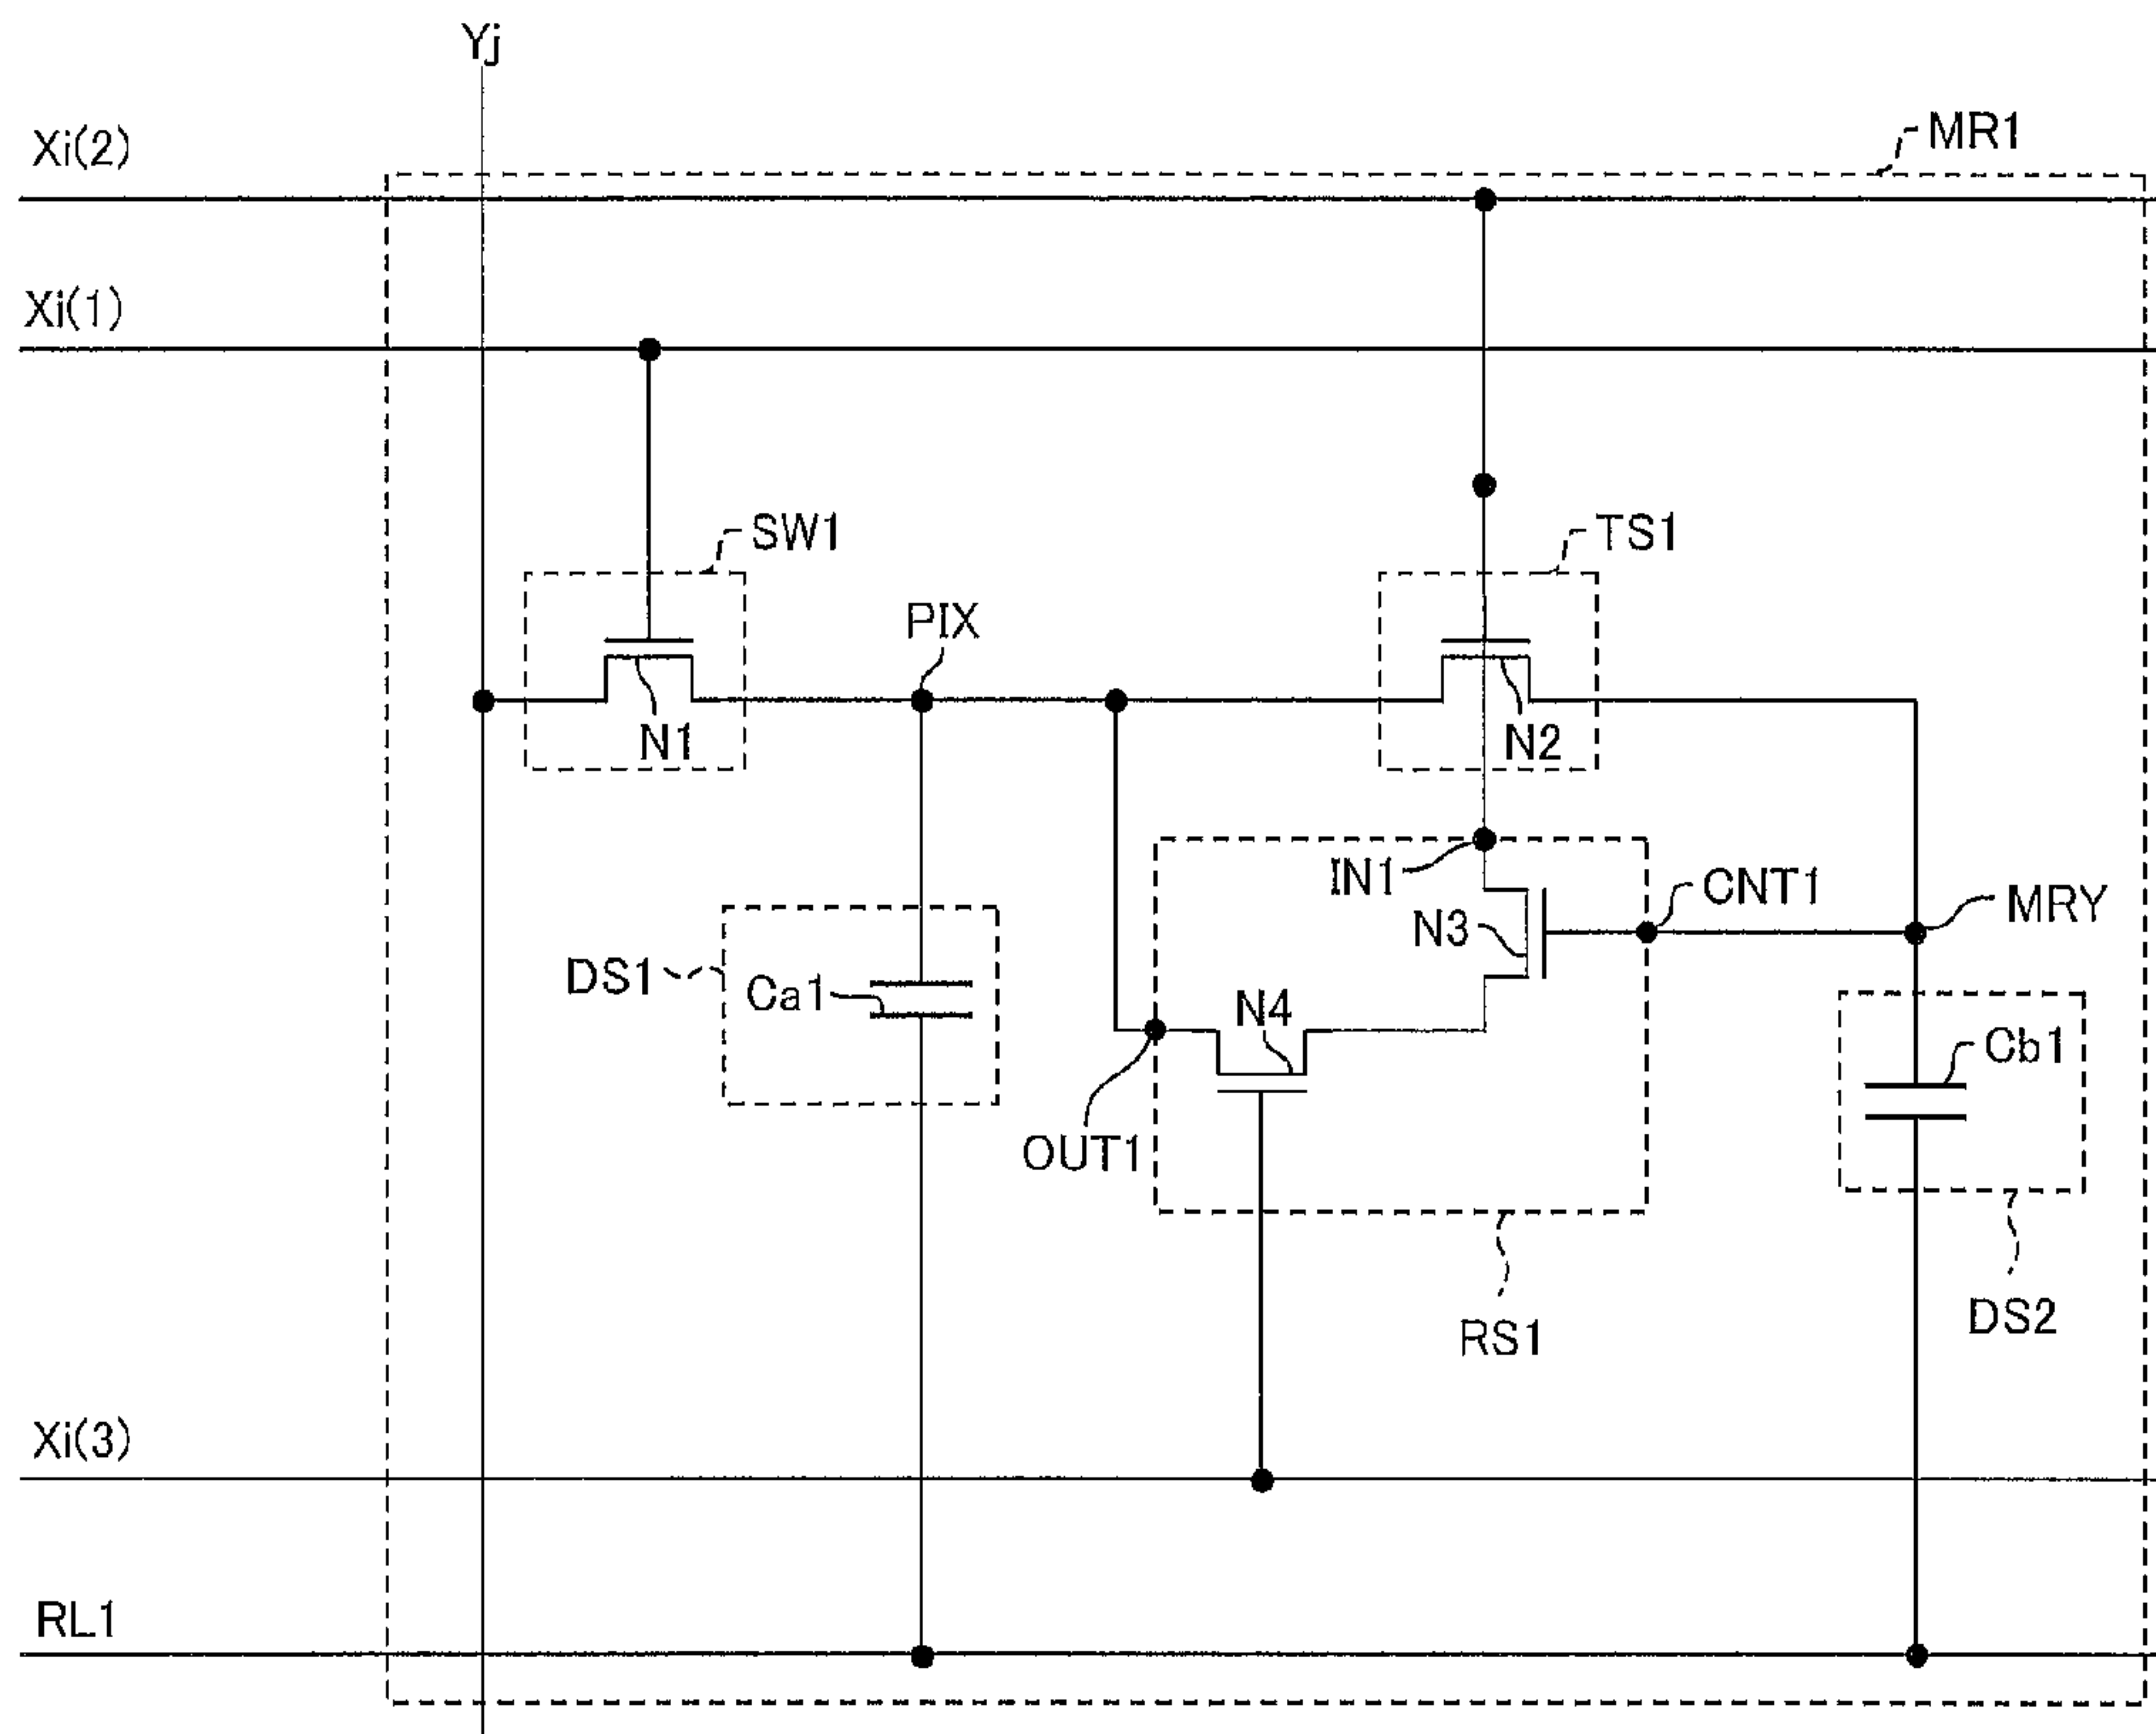 Yj
Xi(2)
MR1
Xi(1)
SW1
TS1
PIX
N1
N2
IN1
CNT1
MRY
N3
DS1
Ca1
N4
Cb1
OUT1
RS1
DS2
Xi(3)
RL1